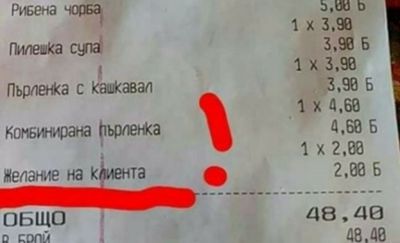 Рибена чорба 5,00 Б
1 x 3,90
Пилешка супа 3,90 Б
1 x 3,90
Пърленка с кашкавал 3,90 Б
1 x 4,60
Комбинирана пърленка 4,60 Б
1 x 2,00
Желание на клиента 2,00 Б
ОБЩО 48,40
В БРОЙ 48,40